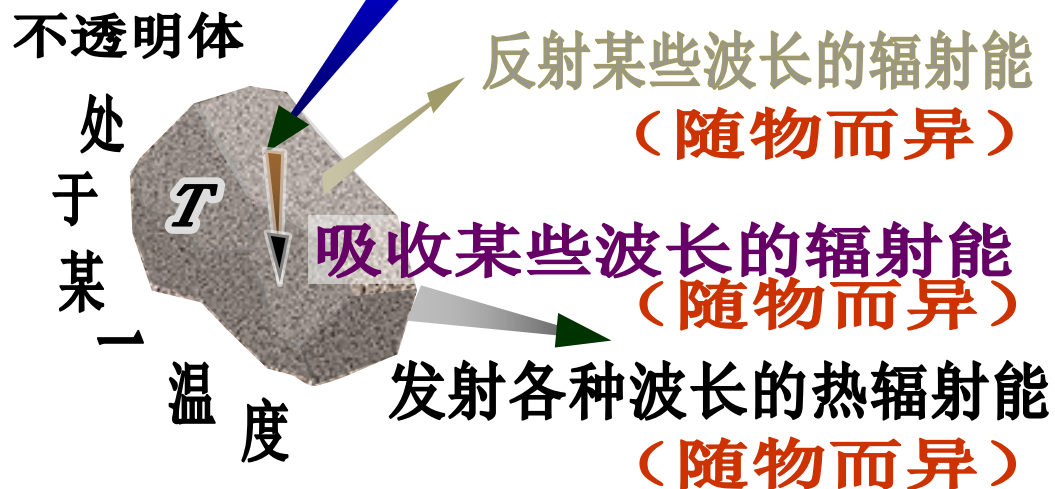 不透明体
处于某一温度
T
反射某些波长的辐射能
（随物而异）
吸收某些波长的辐射能
（随物而异）
发射各种波长的热辐射能
（随物而异）